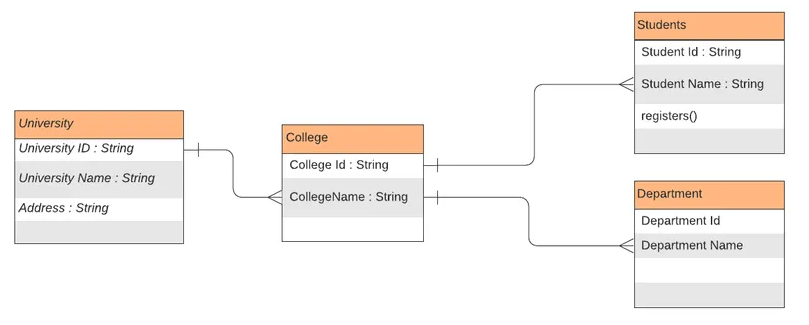 University
University ID : String
University Name : String
Address : String
College
College Id : String
CollegeName : String
Students
Student Id : String
Student Name : String
registers()
Department
Department Id
Department Name